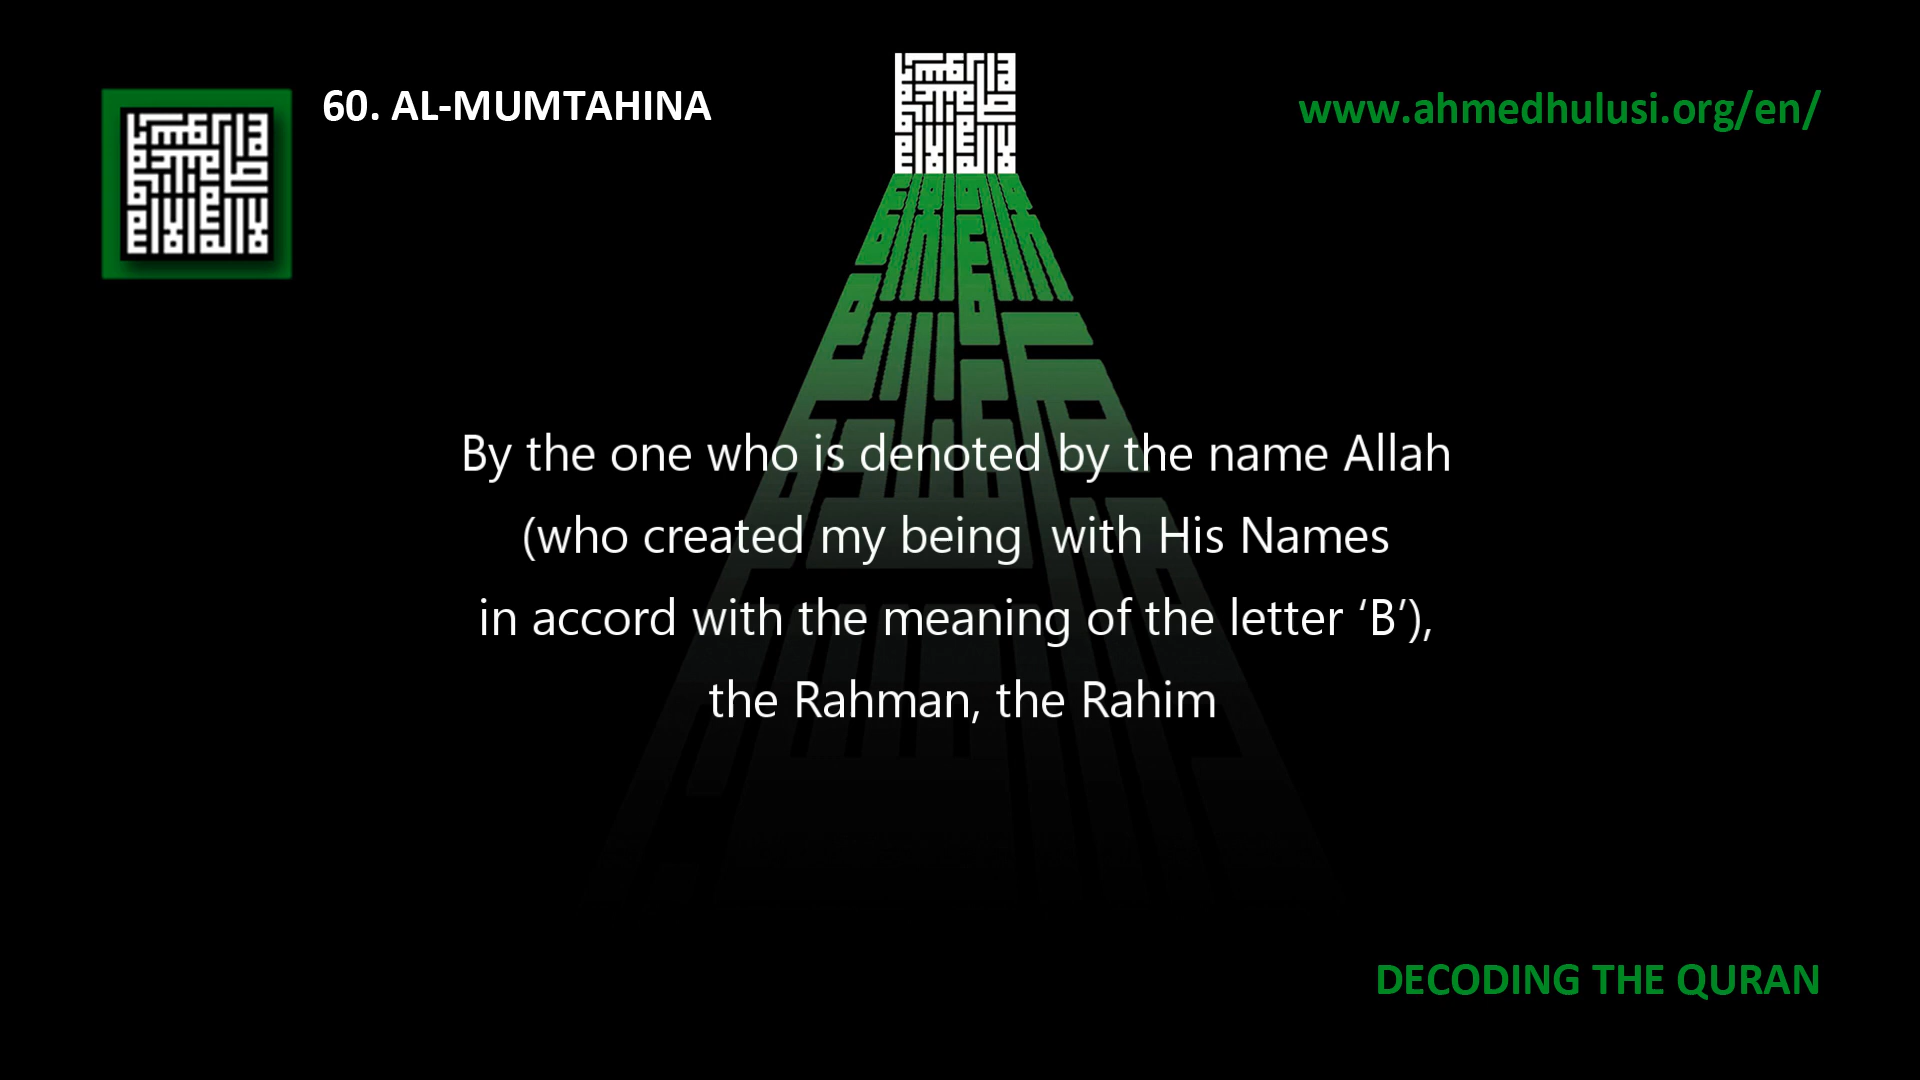 60. AL-MUMTAHINA
www.ahmedhulusi.org/en/
By the one who is denoted by the name Allah
(who created my being  with His Names
in accord with the meaning of the letter ‘B’),
the Rahman, the Rahim
DECODING THE QURAN